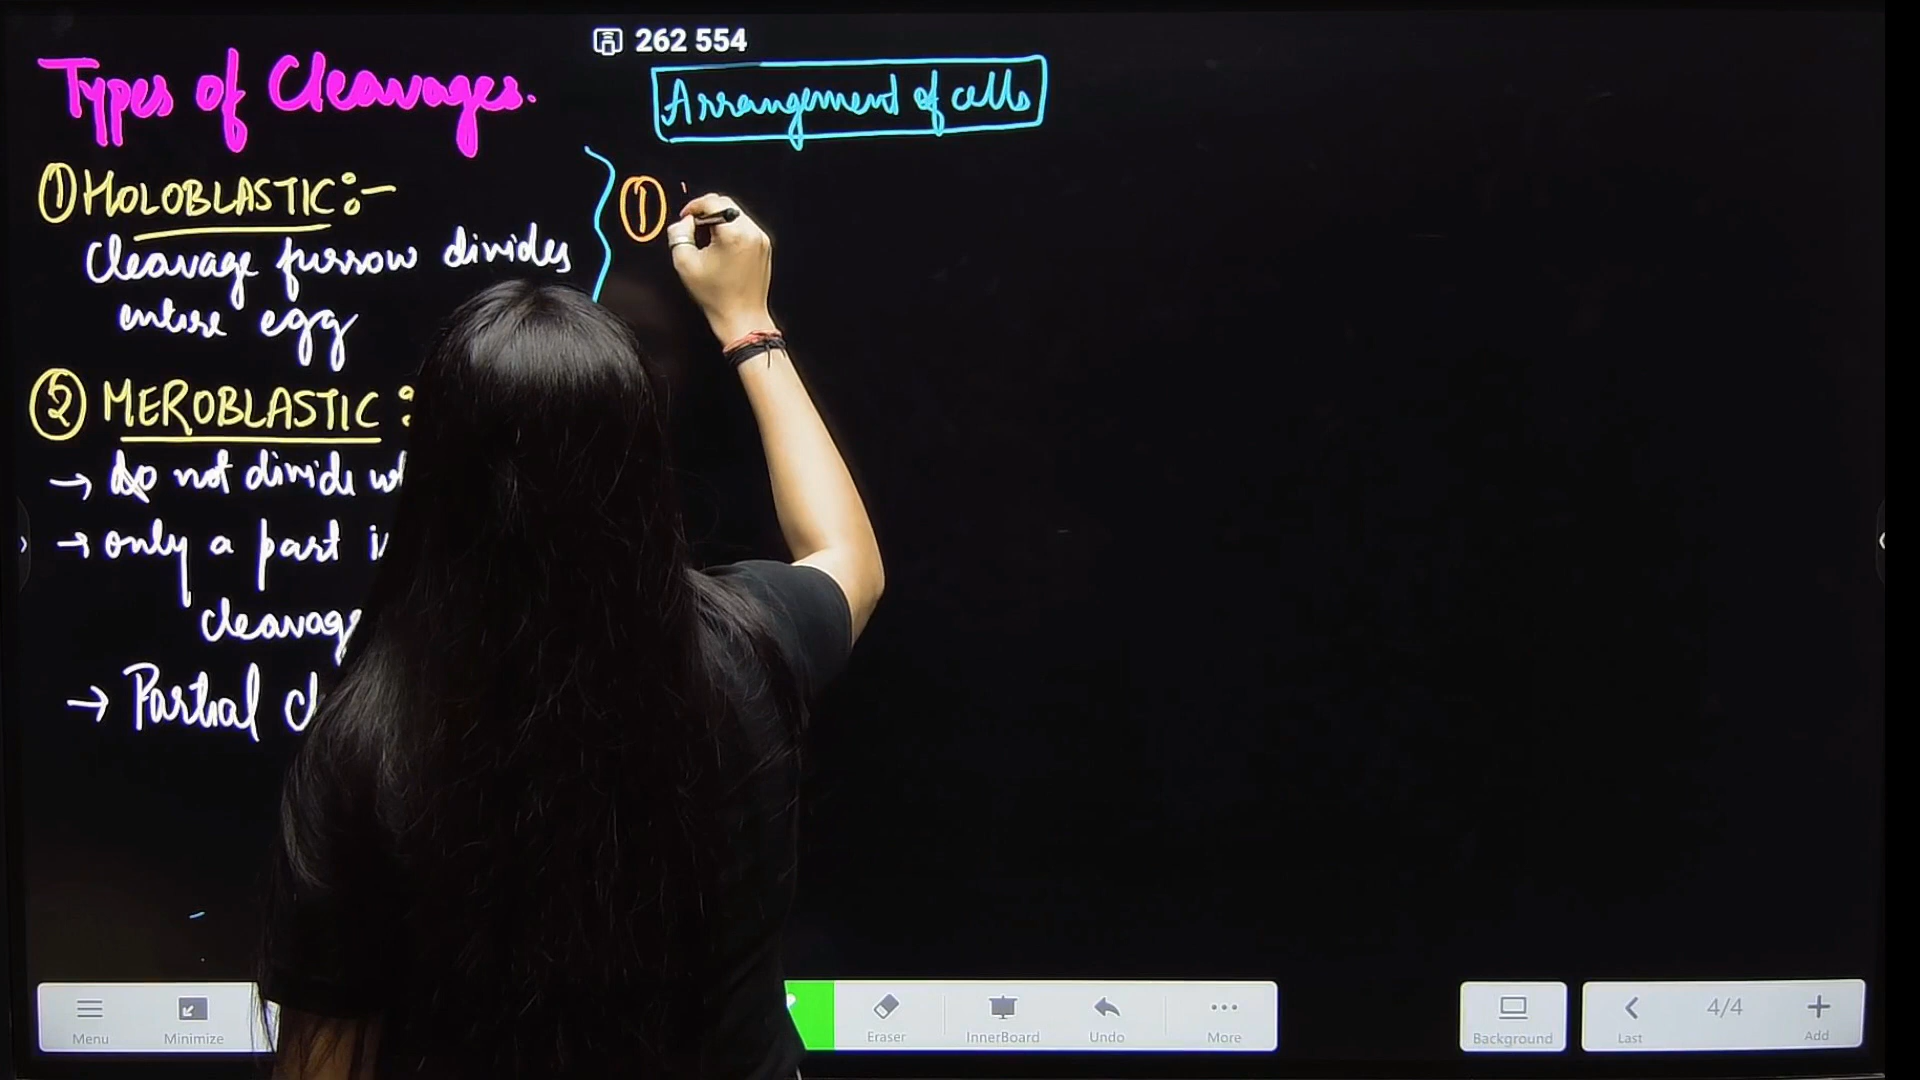 262 554
Types of Cleavages.
① HOLOBLASTIC :-
Cleavage furrow divides
entire egg
② MEROBLASTIC :
→ do not divide
→ only a part
cleavage
→ Partial
Arrangement of cells
①
Menu
Minimize
Eraser
InnerBoard
Undo
More
Background
Last
4/4
Add